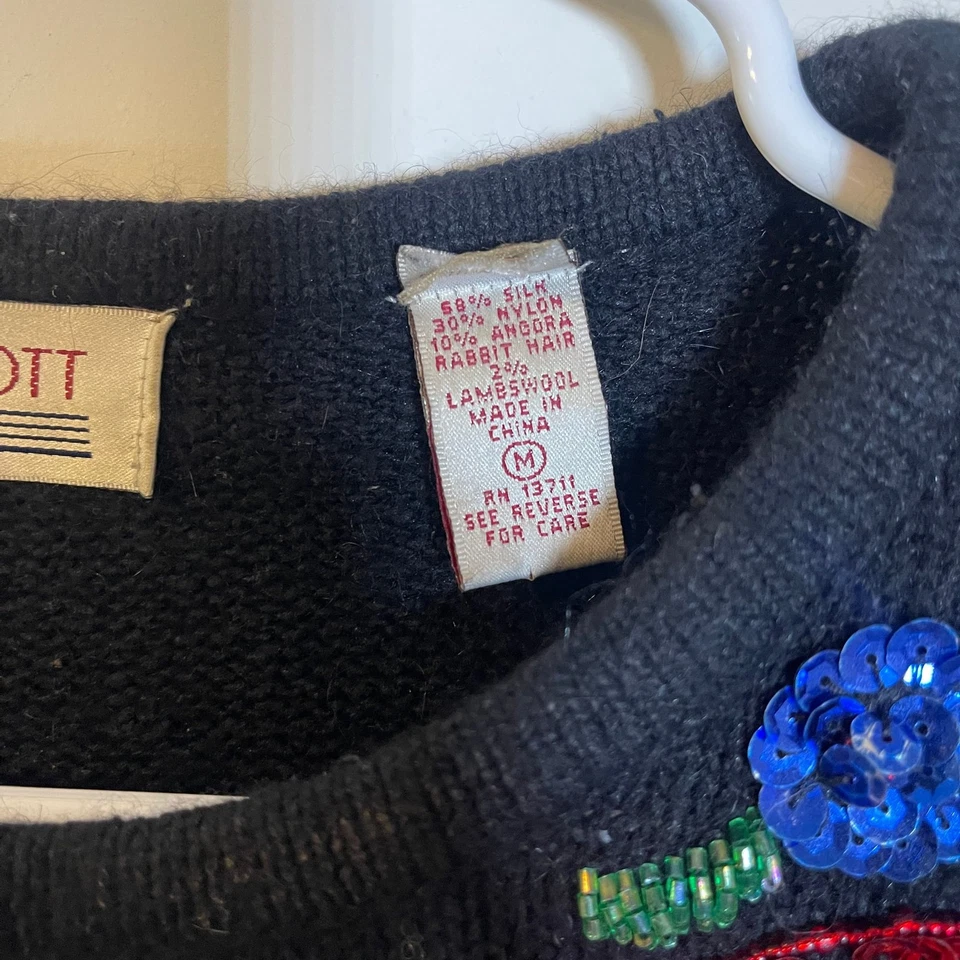 OTT
58% SILK
30% NYLON
10% ANGORA
RABBIT HAIR
2%
LAMBSWOOL
MADE IN
CHINA
M
RN 13711
SEE REVERSE
FOR CARE